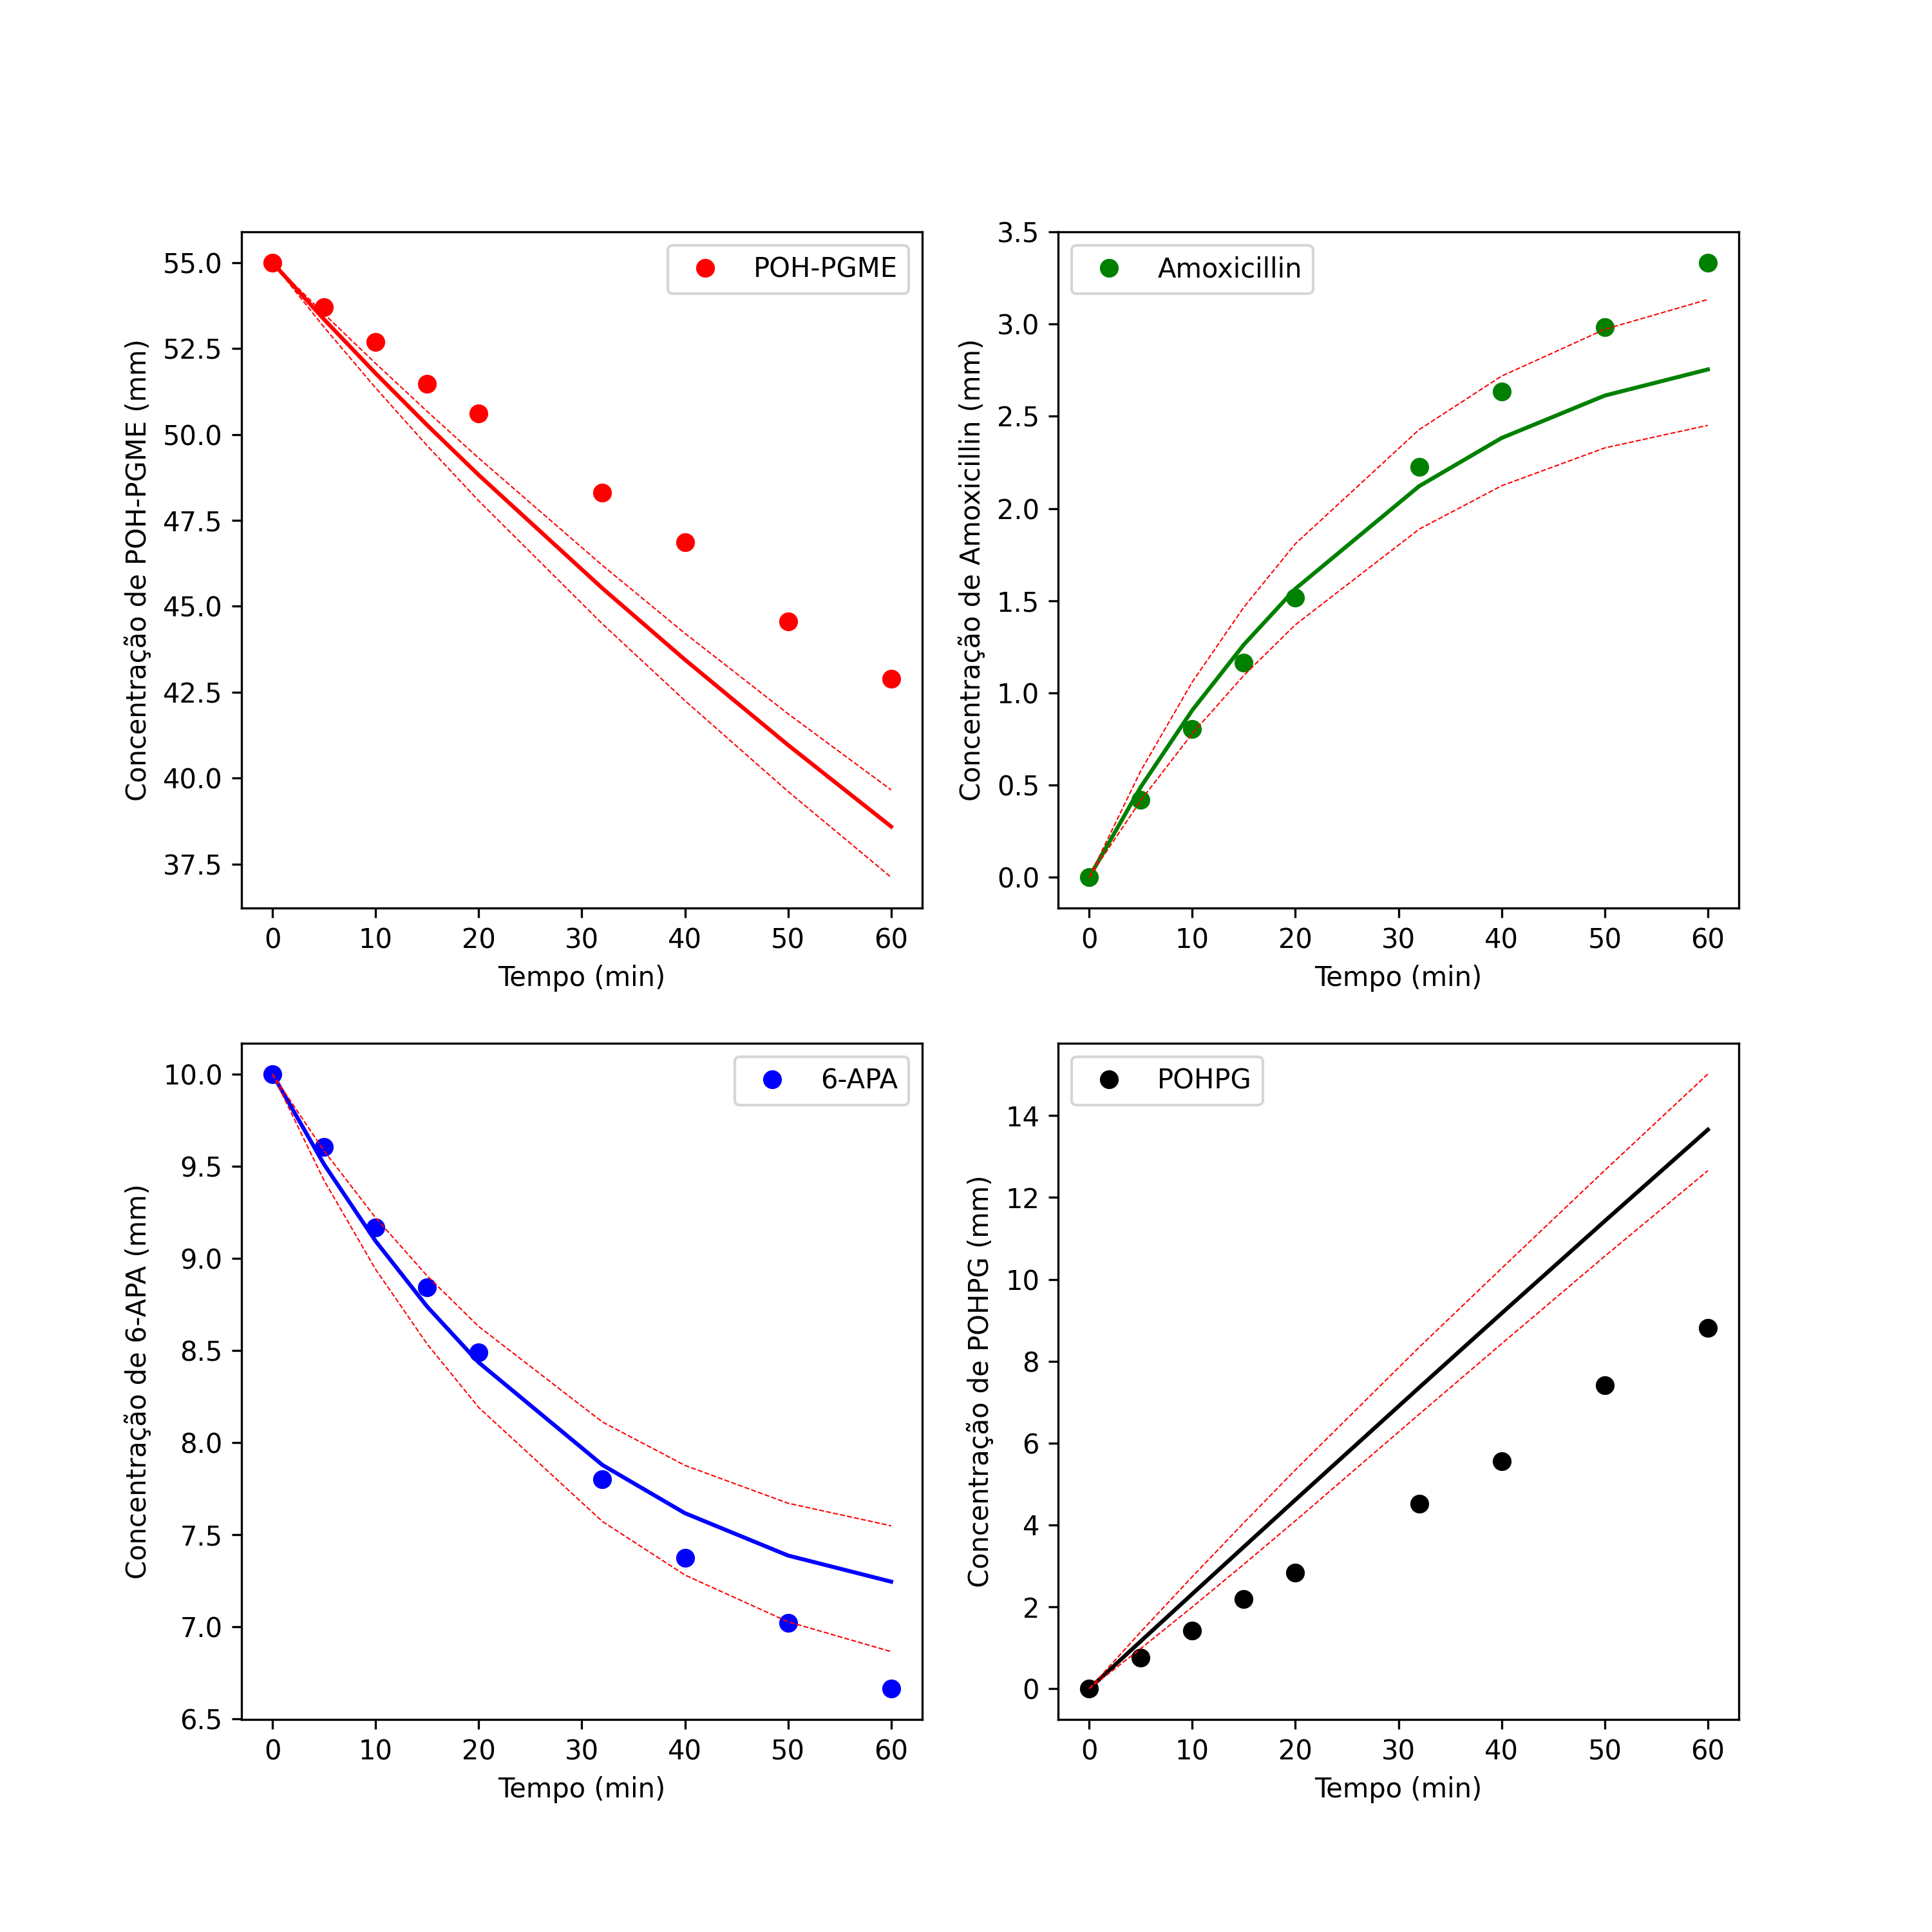 POH-PGME
Concentração de POH-PGME (mm)
55.0
52.5
50.0
47.5
45.0
42.5
40.0
37.5
0 10 20 30 40 50 60
Tempo (min)
Amoxicillin
Concentração de Amoxicillin (mm)
3.5
3.0
2.5
2.0
1.5
1.0
0.5
0.0
0 10 20 30 40 50 60
Tempo (min)
6-APA
Concentração de 6-APA (mm)
10.0
9.5
9.0
8.5
8.0
7.5
7.0
6.5
0 10 20 30 40 50 60
Tempo (min)
POHPG
Concentração de POHPG (mm)
14
12
10
8
6
4
2
0
0 10 20 30 40 50 60
Tempo (min)